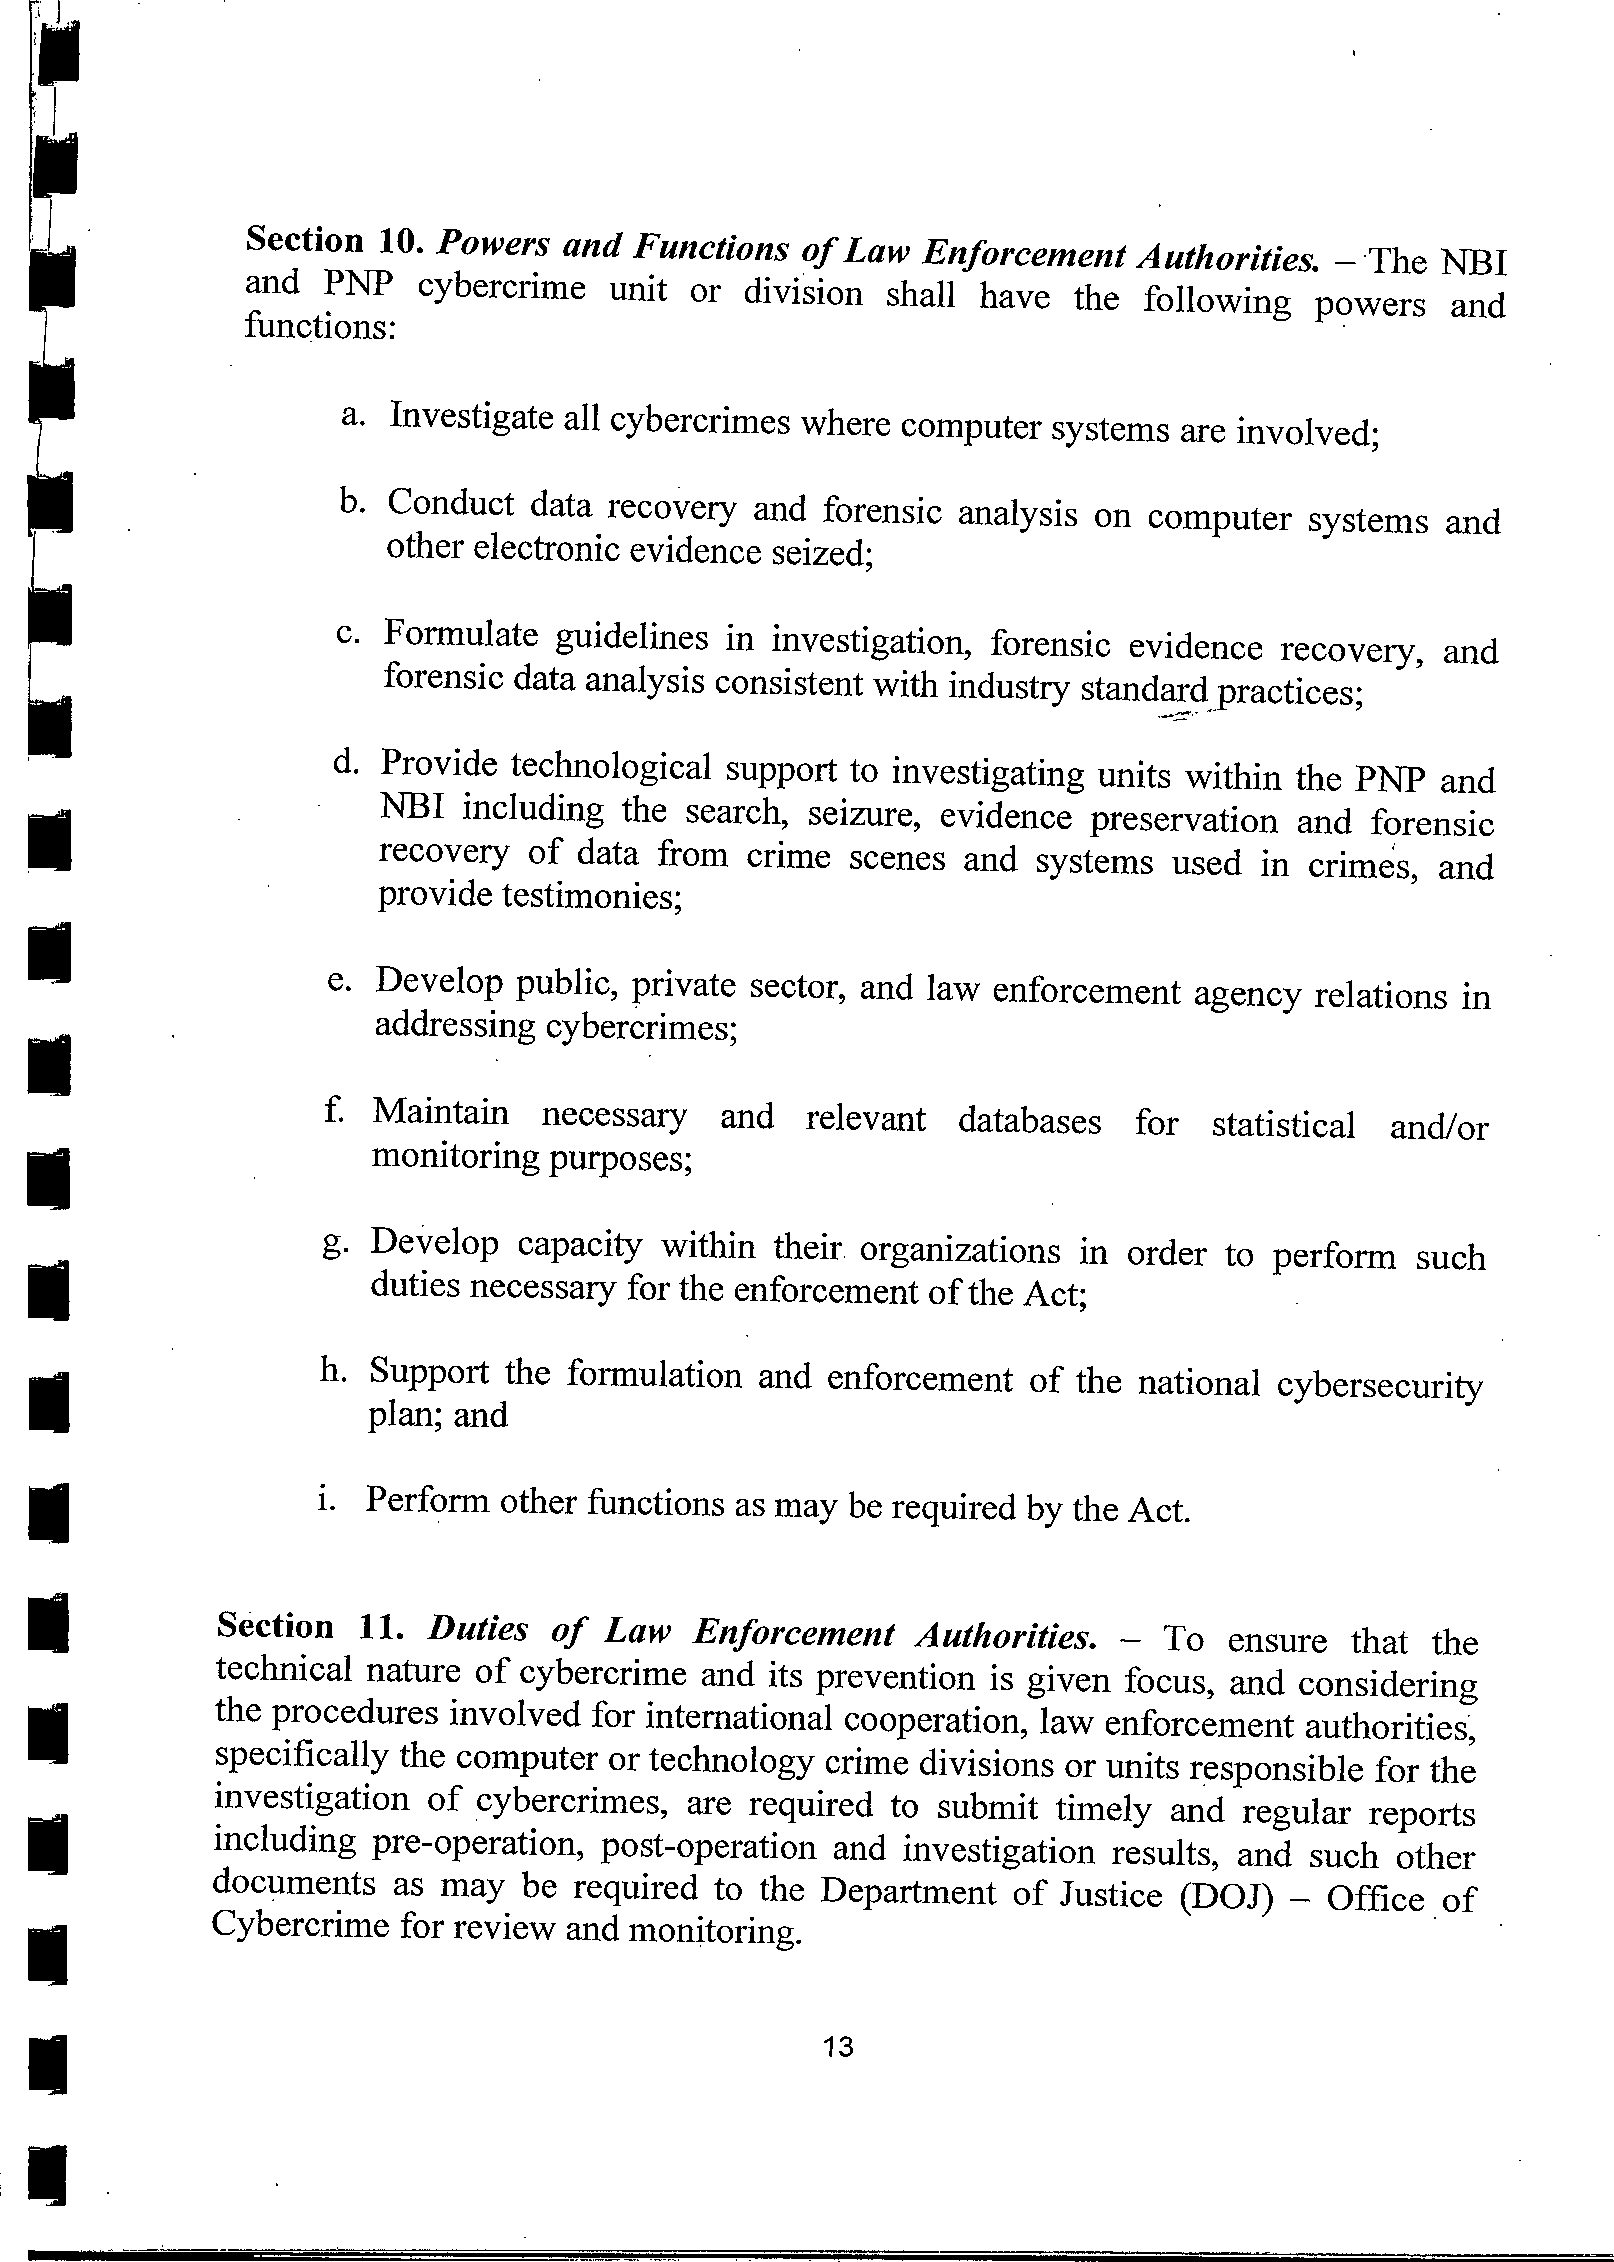 Section 10. Powers and Functions of Law Enforcement Authorities. – The NBI
and PNP cybercrime unit or division shall have the following powers and
functions:
a. Investigate all cybercrimes where computer systems are involved;
b. Conduct data recovery and forensic analysis on computer systems and
other electronic evidence seized;
c. Formulate guidelines in investigation, forensic evidence recovery, and
forensic data analysis consistent with industry standard practices;
d. Provide technological support to investigating units within the PNP and
NBI including the search, seizure, evidence preservation and forensic
recovery of data from crime scenes and systems used in crimes, and
provide testimonies;
e. Develop public, private sector, and law enforcement agency relations in
addressing cybercrimes;
f. Maintain necessary and relevant databases for statistical and/or
monitoring purposes;
g. Develop capacity within their organizations in order to perform such
duties necessary for the enforcement of the Act;
h. Support the formulation and enforcement of the national cybersecurity
plan; and
i. Perform other functions as may be required by the Act.
Section 11. Duties of Law Enforcement Authorities. – To ensure that the
technical nature of cybercrime and its prevention is given focus, and considering
the procedures involved for international cooperation, law enforcement authorities,
specifically the computer or technology crime divisions or units responsible for the
investigation of cybercrimes, are required to submit timely and regular reports
including pre-operation, post-operation and investigation results, and such other
documents as may be required to the Department of Justice (DOJ) – Office of
Cybercrime for review and monitoring.
13